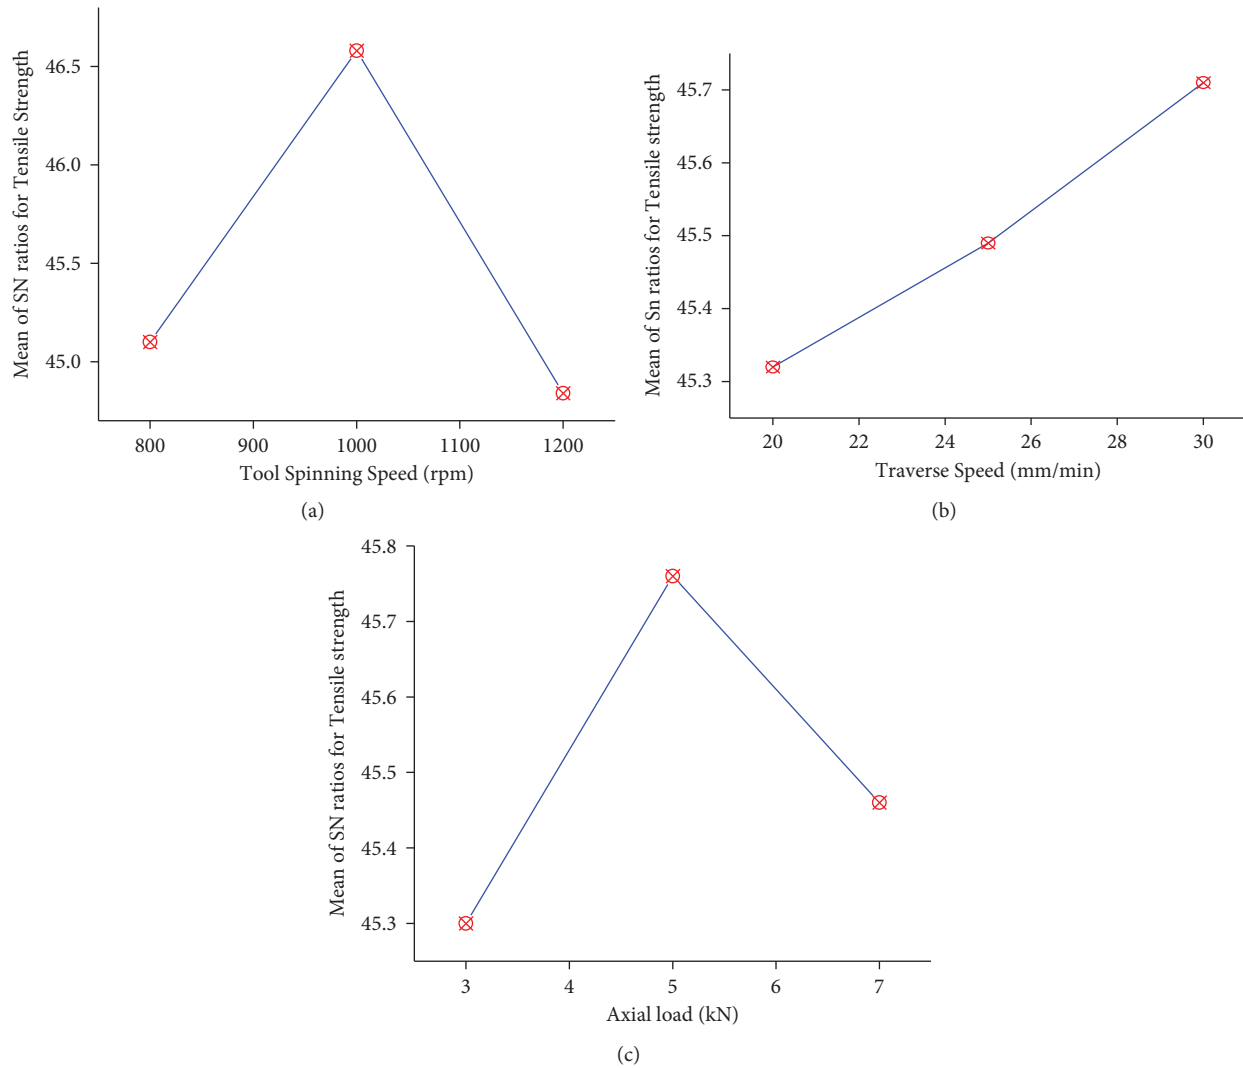 Mean of SN ratios for Tensile Strength
46.5
46.0
45.5
45.0
800 900 1000 1100 1200
Tool Spinning Speed (rpm)
(a)
Mean of Sn ratios for Tensile strength
45.7
45.6
45.5
45.4
45.3
20 22 24 26 28 30
Traverse Speed (mm/min)
(b)
Mean of SN ratios for Tensile strength
45.8
45.7
45.6
45.5
45.4
45.3
3 4 5 6 7
Axial load (kN)
(c)